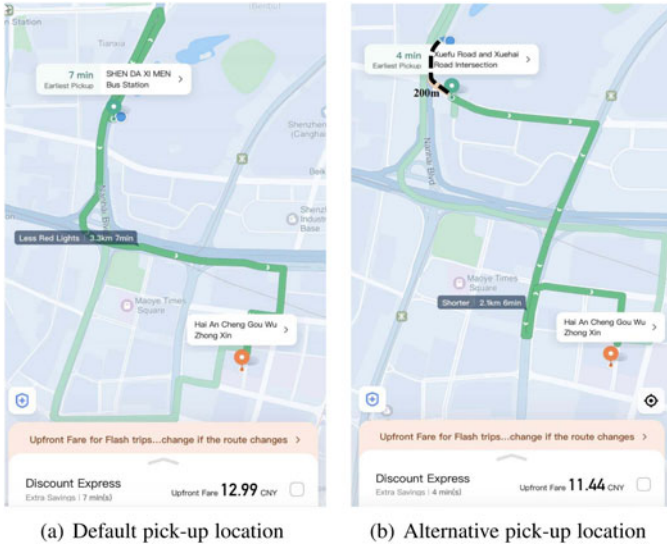 n Station
Tianxia
7 min
Earliest Pickup
SHEN DA XI MEN
Bus Station
Shenzhen
(Canghai
Beik
Nanhai Blvd
Shenz
Industr
Base
Less Red Lights
3.3km 7min
Maoye Times
Square
Hai An Cheng Gou Wu
Zhong Xin
Upfront Fare for Flash trips...change if the route changes
Discount Express
Extra Savings | 7 min(s)
Upfront Fare 12.99 CNY
(a) Default pick-up location
4 min
Earliest Pickup
Xuefu Road and Xuehai
Road Intersection
200m
Nanhai Blvd
Maoye Times
Square
Shorter
2.1km 6min
Hai An Cheng Gou Wu
Zhong Xin
Upfront Fare for Flash trips...change if the route changes
Discount Express
Extra Savings | 4 min(s)
Upfront Fare 11.44 CNY
(b) Alternative pick-up location